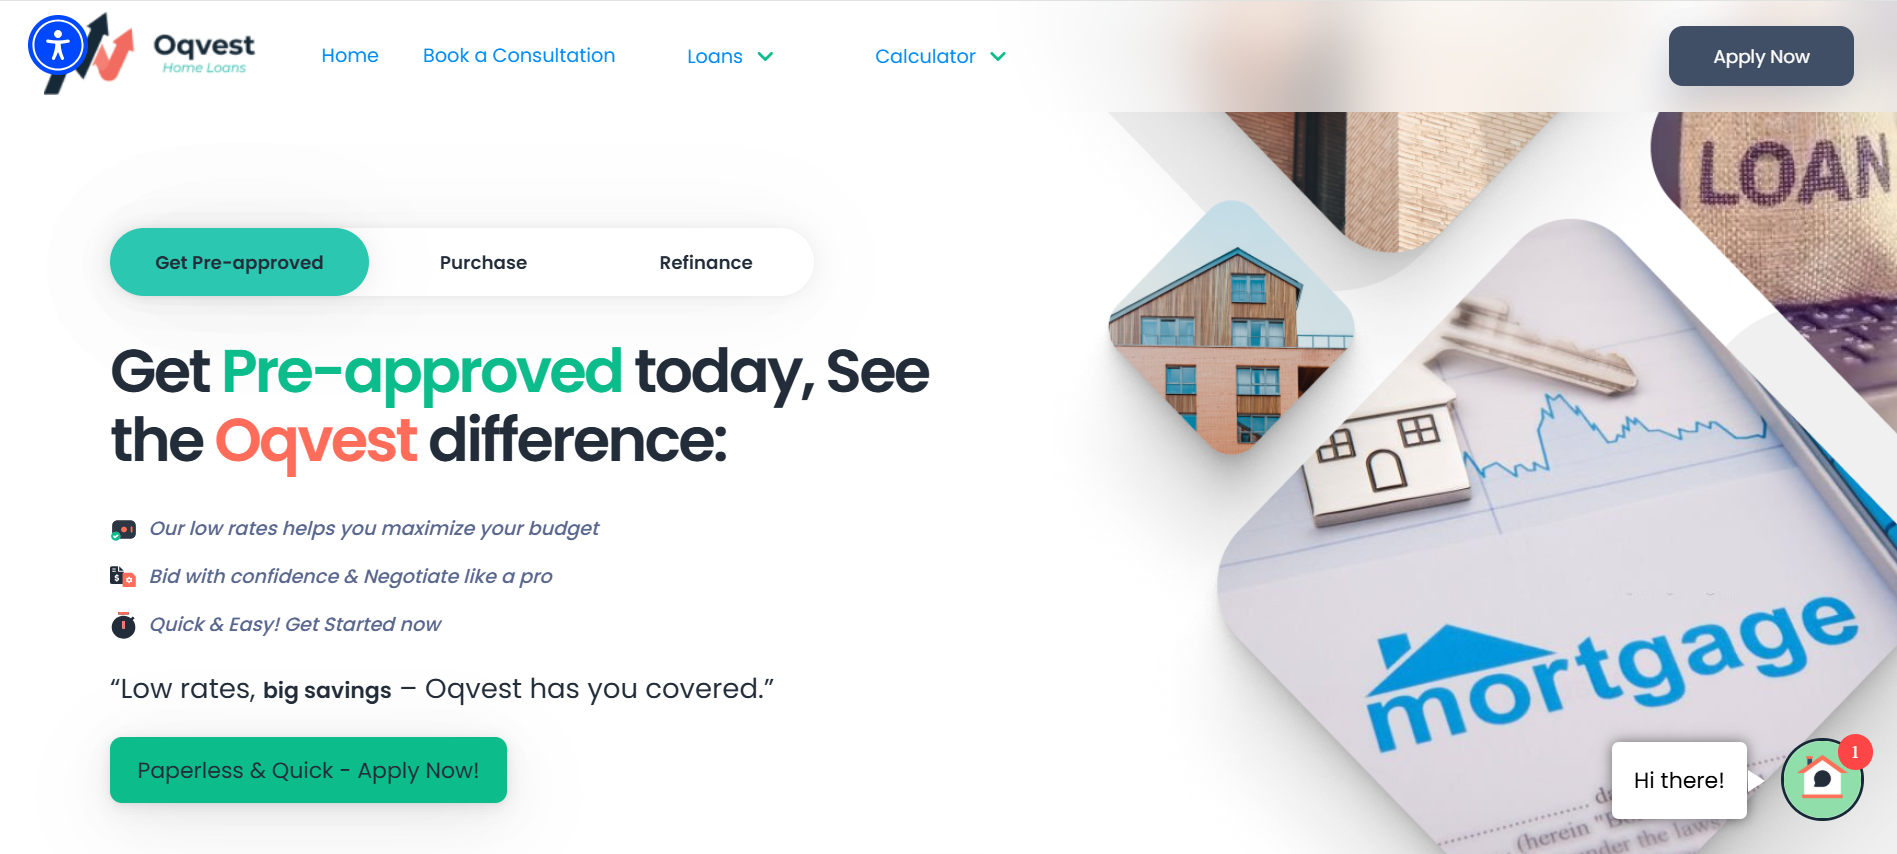 Oqvest
Home Loans
Home
Book a Consultation
Loans
Calculator
Apply Now
LOAN
Get Pre-approved
Purchase
Refinance
Get Pre-approved today, See
the Oqvest difference:
Our low rates helps you maximize your budget
Bid with confidence & Negotiate like a pro
Quick & Easy! Get Started now
“Low rates, big savings – Oqvest has you covered.”
Paperless & Quick - Apply Now!
mortgage
Hi there!
1
(herein
under the laws